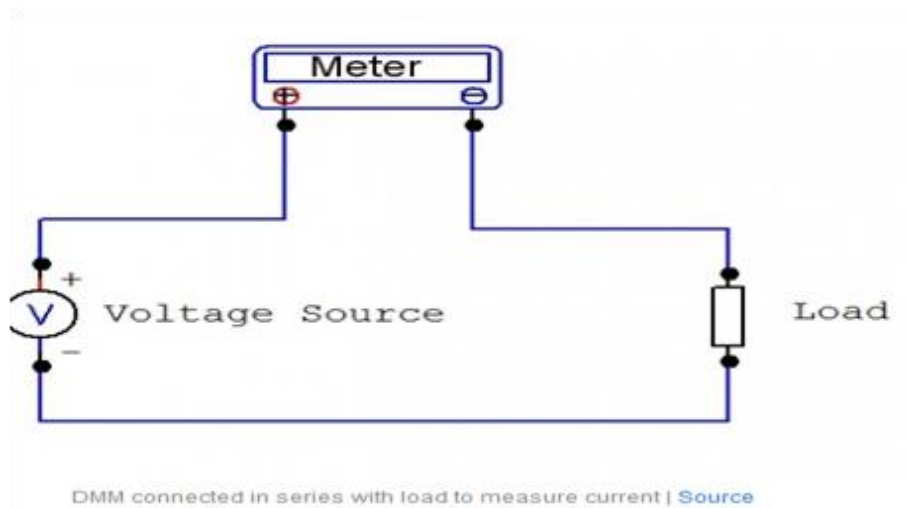 Meter
+
V
Voltage Source
−
Load
DMM connected in series with load to measure current | Source